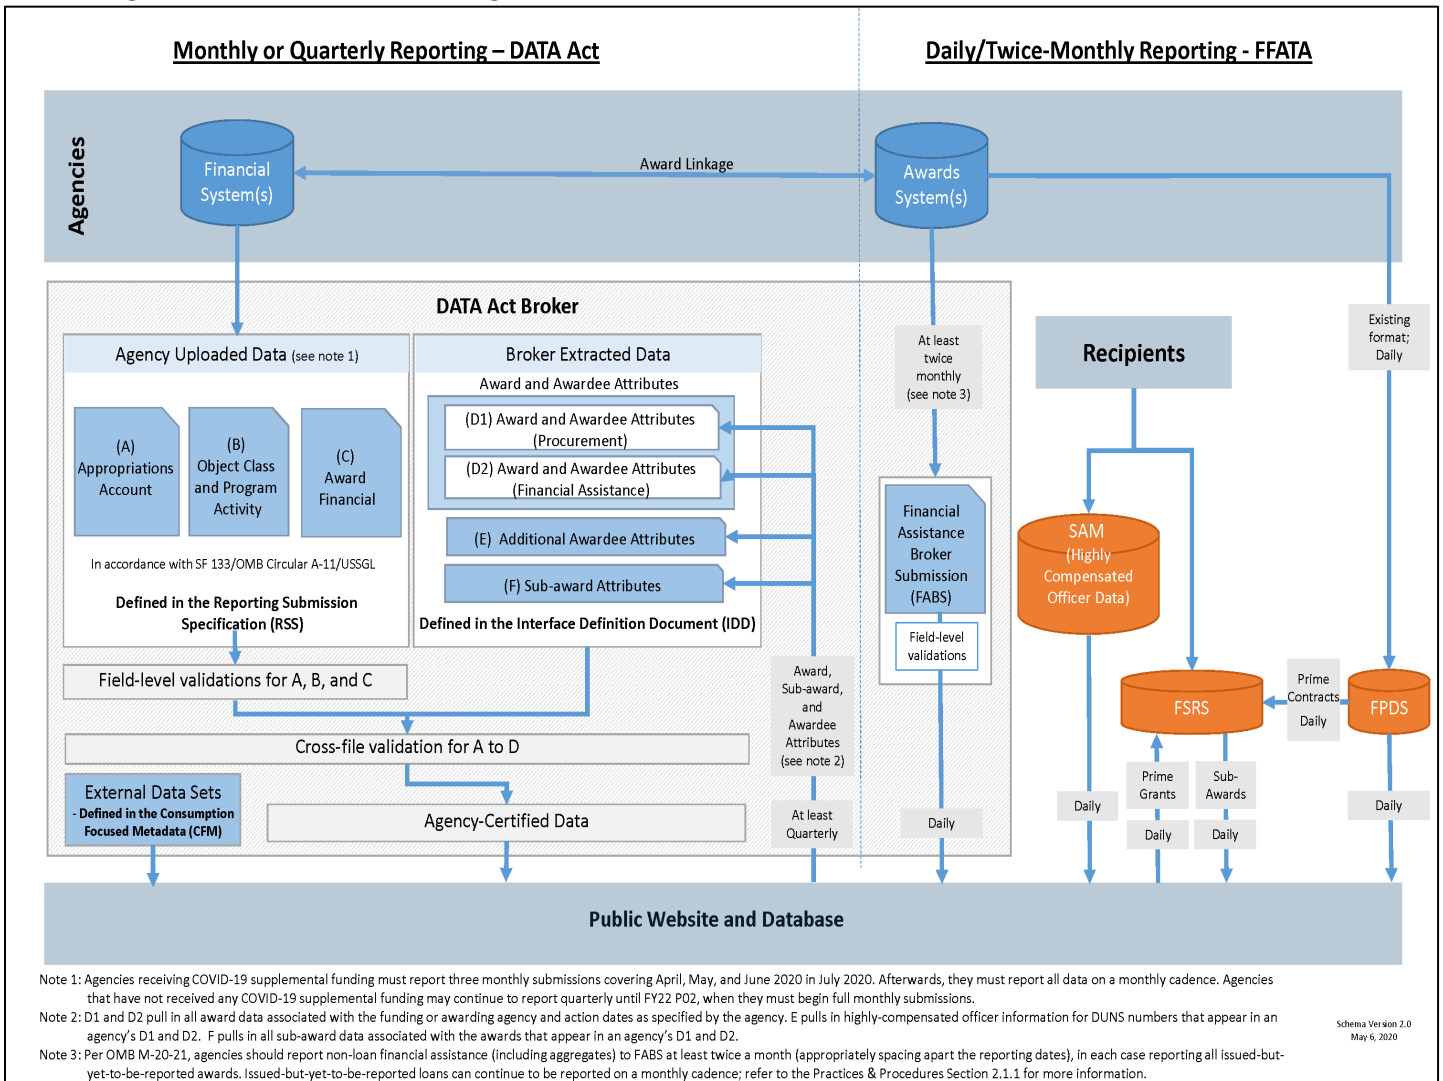 Monthly or Quarterly Reporting – DATA Act
Daily/Twice-Monthly Reporting - FFATA
Agencies
Financial
System(s)
Award Linkage
Awards
System(s)
DATA Act Broker
Agency Uploaded Data (see note 1)
(A)
Appropriations
Account
(B)
Object Class
and Program
Activity
(C)
Award
Financial
In accordance with SF 133/OMB Circular A-11/USSGL
Defined in the Reporting Submission
Specification (RSS)
Broker Extracted Data
Award and Awardee Attributes
(D1) Award and Awardee Attributes
(Procurement)
(D2) Award and Awardee Attributes
(Financial Assistance)
(E) Additional Awardee Attributes
(F) Sub-award Attributes
Defined in the Interface Definition Document (IDD)
Field-level validations for A, B, and C
Cross-file validation for A to D
External Data Sets
- Defined in the Consumption
Focused Metadata (CFM)
Agency-Certified Data
Award,
Sub-award,
and
Awardee
Attributes
(see note 2)
At least
Quarterly
At least
twice
monthly
(see note 3)
Financial
Assistance
Broker
Submission
(FABS)
Field-level
validations
Daily
Recipients
Existing
format;
Daily
SAM
(Highly
Compensated
Officer Data)
FSRS
Prime
Contracts
Daily
FPDS
Daily
Prime
Grants
Daily
Sub-
Awards
Daily
Daily
Public Website and Database
Note 1: Agencies receiving COVID-19 supplemental funding must report three monthly submissions covering April, May, and June 2020 in July 2020. Afterwards, they must report all data on a monthly cadence. Agencies
that have not received any COVID-19 supplemental funding may continue to report quarterly until FY22 P02, when they must begin full monthly submissions.
Note 2: D1 and D2 pull in all award data associated with the funding or awarding agency and action dates as specified by the agency. E pulls in highly-compensated officer information for DUNS numbers that appear in an
agency's D1 and D2. F pulls in all sub-award data associated with the awards that appear in an agency's D1 and D2.
Note 3: Per OMB M-20-21, agencies should report non-loan financial assistance (including aggregates) to FABS at least twice a month (appropriately spacing apart the reporting dates), in each case reporting all issued-but-
yet-to-be-reported awards. Issued-but-yet-to-be-reported loans can continue to be reported on a monthly cadence; refer to the Practices & Procedures Section 2.1.1 for more information.
Schema Version 2.0
May 6, 2020